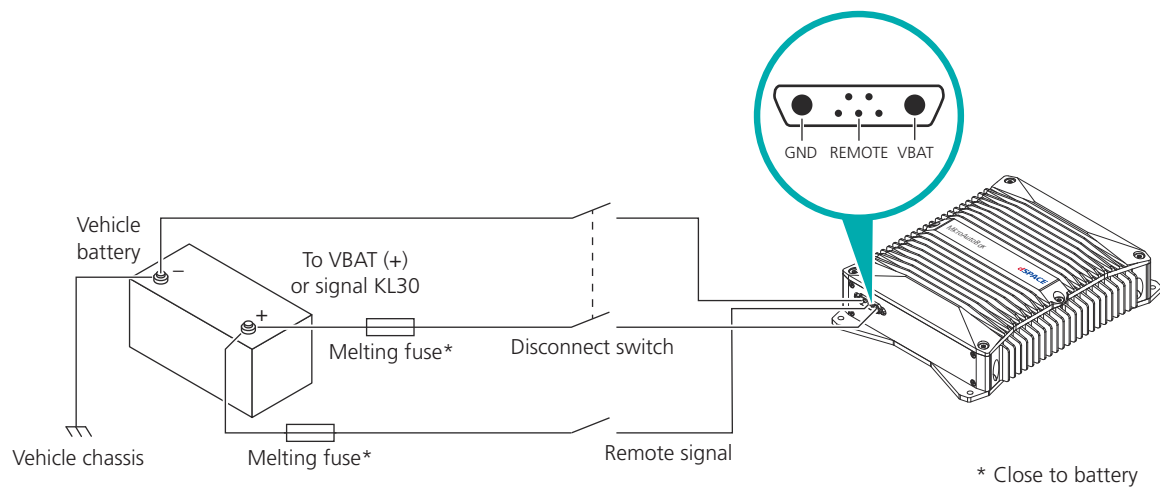 GND REMOTE VBAT
Vehicle
battery
To VBAT (+)
or signal KL30
−
+
MicroAutoBox
dSPACE
Melting fuse*
Disconnect switch
Vehicle chassis
Melting fuse*
Remote signal
* Close to battery